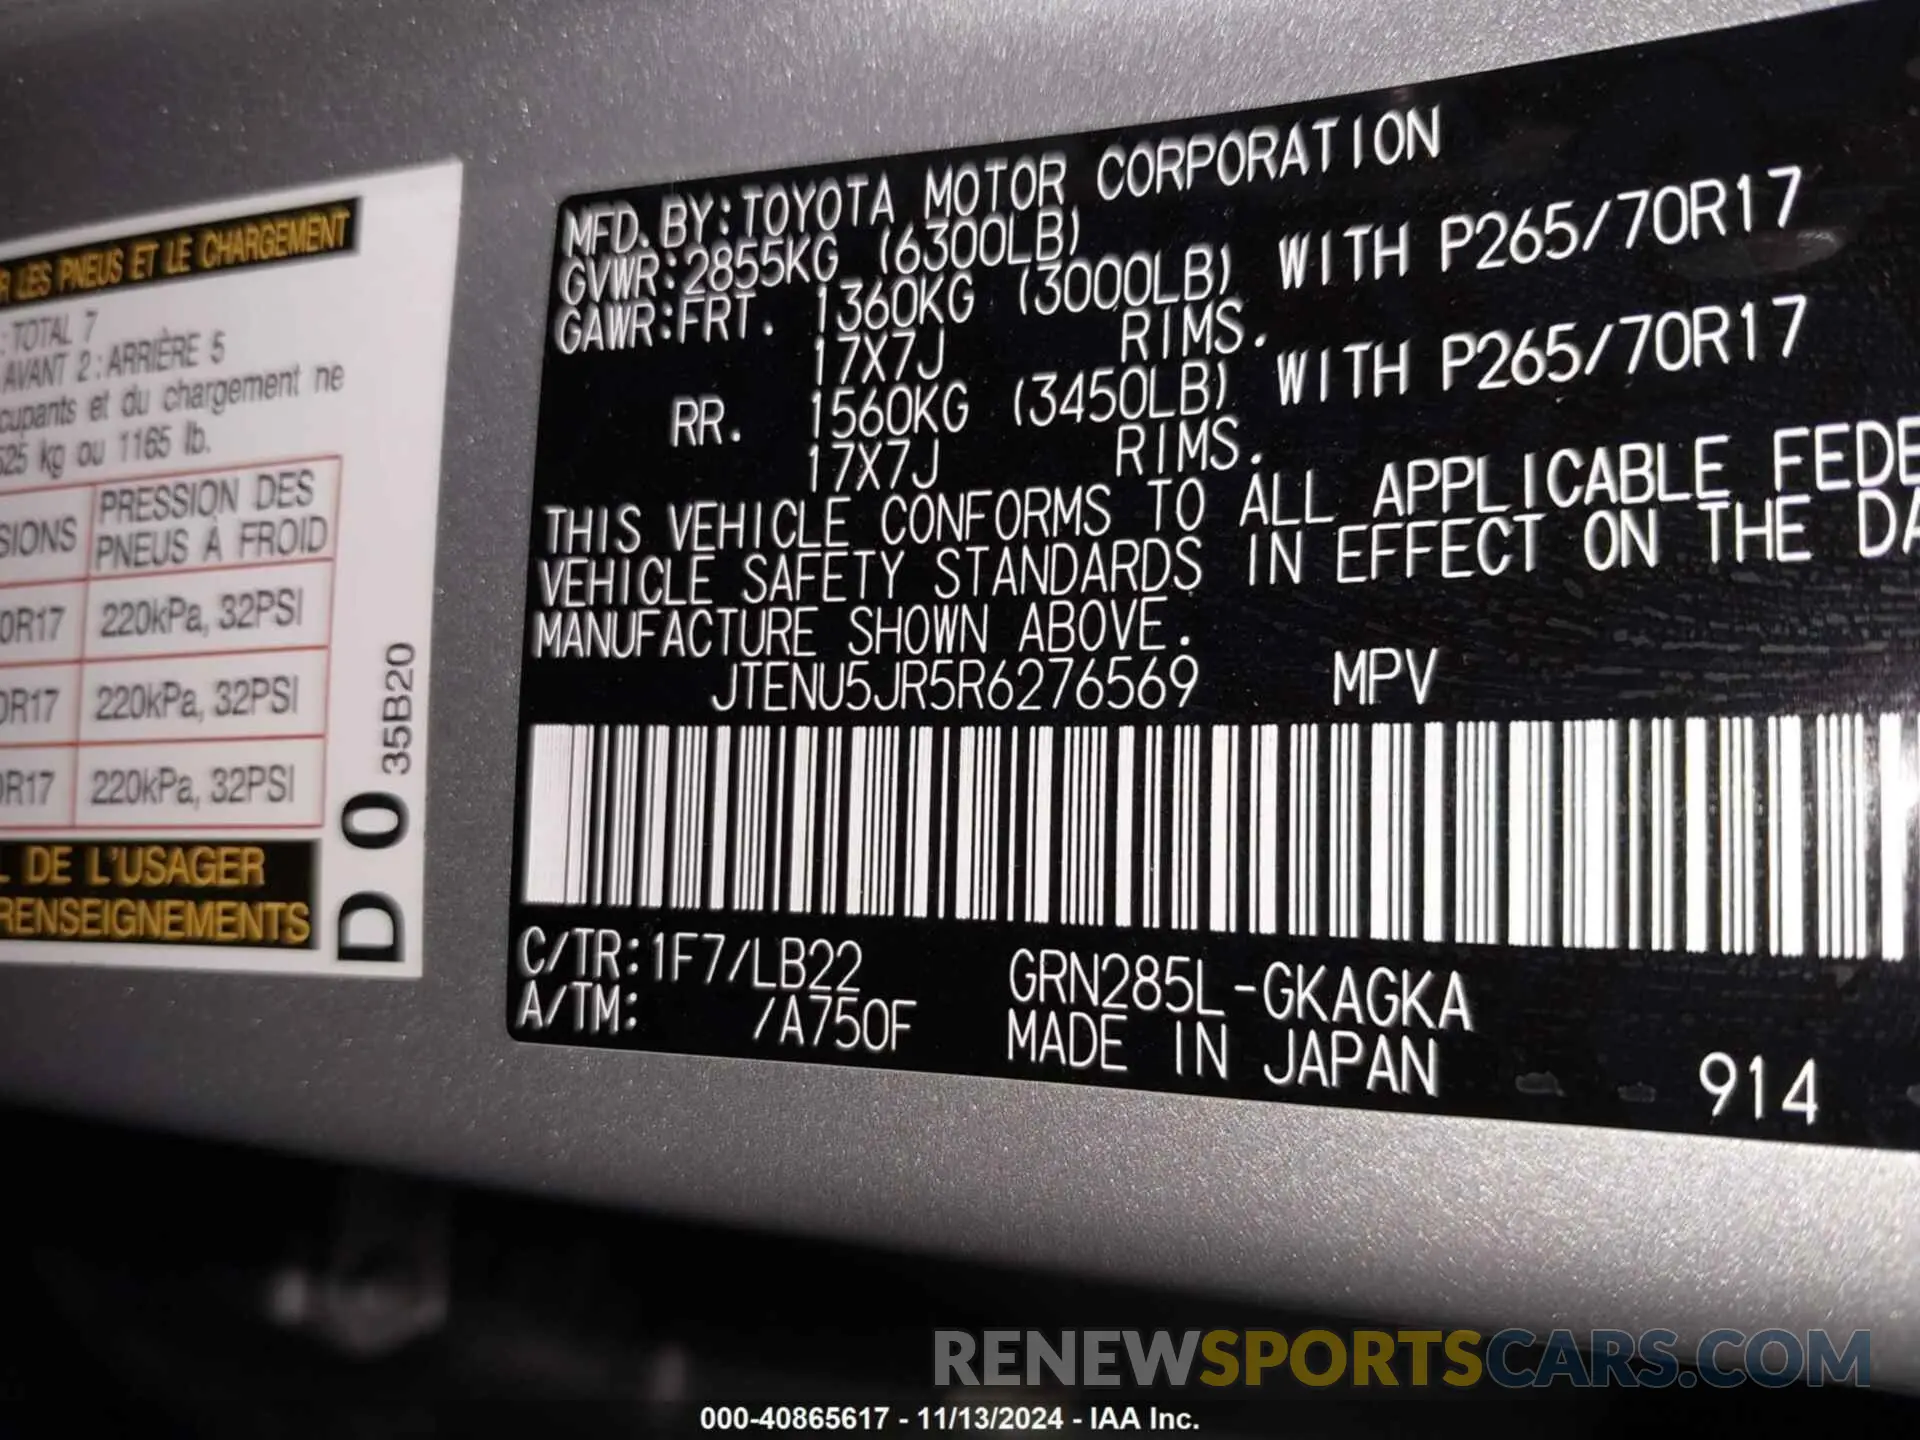 LES PNEUS ET LE CHARGEMENT
: TOTAL 7
AVANT 2 : ARRIÈRE 5
et du chargement ne
kg ou 1165 lb.
PRESSION DES
PNEUS À FROID
0R17 220kPa, 32PSI
0R17 220kPa, 32PSI
0R17 220kPa, 32PSI
DE L'USAGER
RENSEIGNEMENTS
D 0 35B20
MFD. BY: TOYOTA MOTOR CORPORATION
GVWR: 2855KG (6300LB)
GAWR: FRT. 1360KG (3000LB) WITH P265/70R17
17X7J RIMS.
RR. 1560KG (3450LB) WITH P265/70R17
17X7J RIMS.
THIS VEHICLE CONFORMS TO ALL APPLICABLE FEDE
VEHICLE SAFETY STANDARDS IN EFFECT ON THE DA
MANUFACTURE SHOWN ABOVE.
JTENU5JR5R6276569 MPV
C/TR: 1F7/LB22 GRN285L-GKAGKA
A/TM: /A750F MADE IN JAPAN
914
RENEWSPORTSCARS.COM
000-40865617 - 11/13/2024 - IAA Inc.